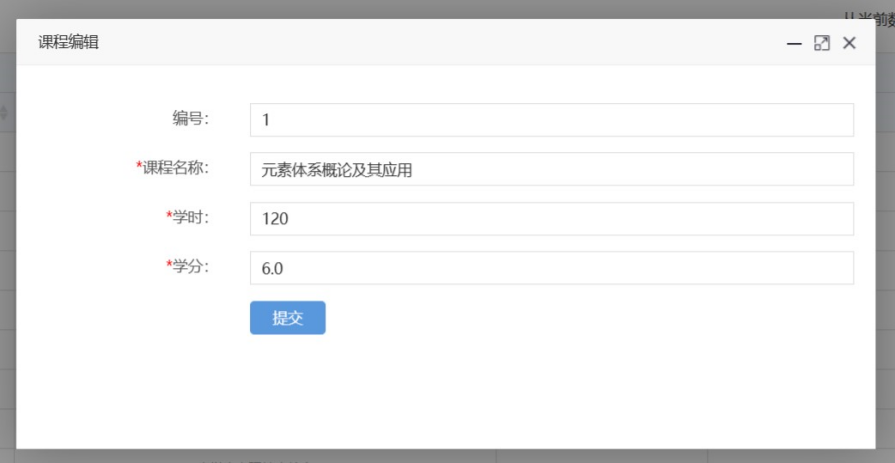 课程编辑
编号：
1
*课程名称：
元素体系概论及其应用
*学时：
120
*学分：
6.0
提交